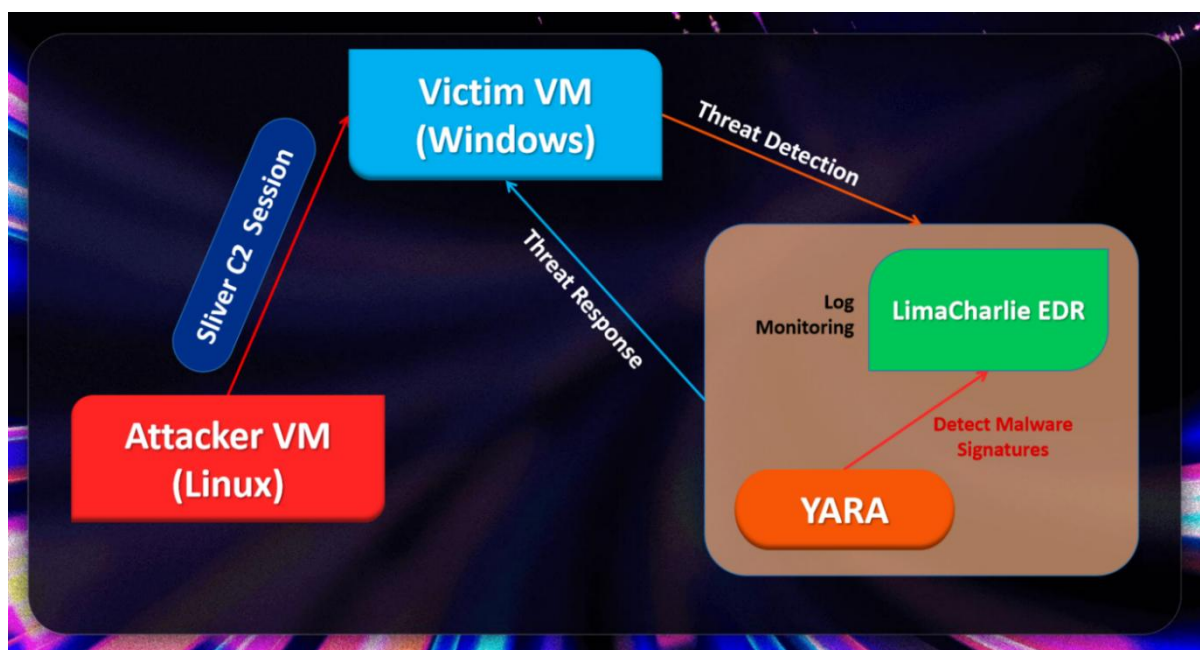 Victim VM
(Windows)
Threat Detection
Sliver C2 Session
Threat Response
Log
Monitoring
LimaCharlie EDR
Attacker VM
(Linux)
Detect Malware
Signatures
YARA